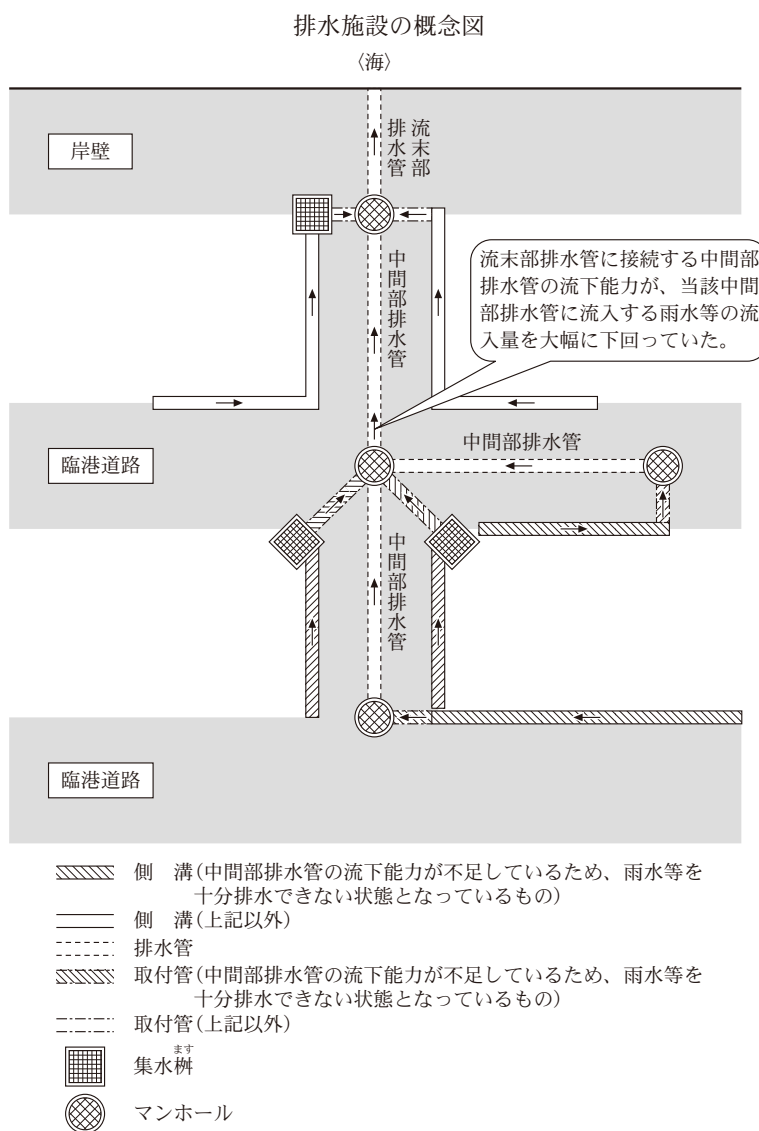 排水施設の概念図
〈海〉
岸壁
流末部
排水管
中間部排水管
流末部排水管に接続する中間部
排水管の流下能力が、当該中間
部排水管に流入する雨水等の流
入量を大幅に下回っていた。
臨港道路
中間部排水管
中間部排水管
臨港道路
側　溝(中間部排水管の流下能力が不足しているため、雨水等を
十分排水できない状態となっているもの)
側　溝(上記以外)
排水管
取付管(中間部排水管の流下能力が不足しているため、雨水等を
十分排水できない状態となっているもの)
取付管(上記以外)
ます
集水桝
マンホール